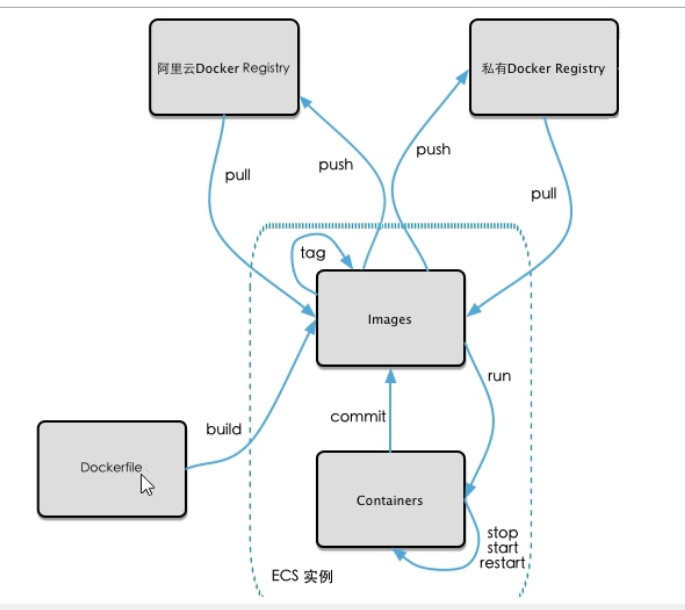 阿里云Docker Registry
私有Docker Registry
pull
push
push
pull
tag
Images
run
commit
build
Dockerfile
Containers
stop
start
restart
ECS 实例